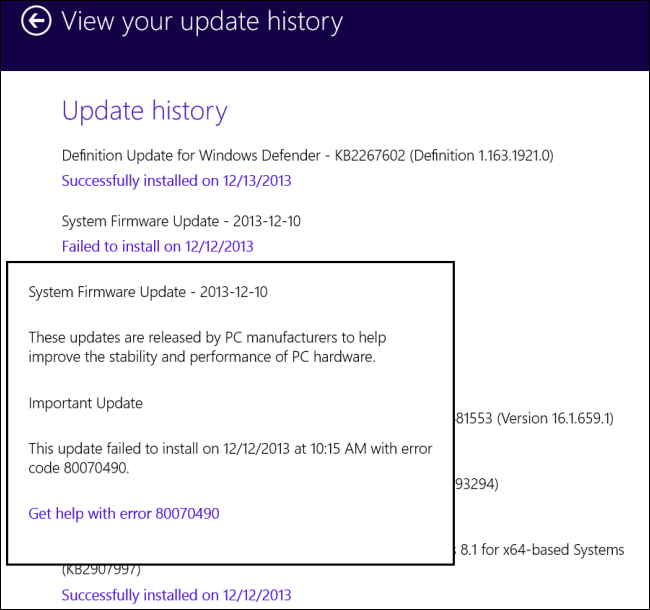 View your update history
Update history
Definition Update for Windows Defender - KB2267602 (Definition 1.163.1921.0)
Successfully installed on 12/13/2013
System Firmware Update - 2013-12-10
Failed to install on 12/12/2013
System Firmware Update - 2013-12-10
These updates are released by PC manufacturers to help
improve the stability and performance of PC hardware.
Important Update
This update failed to install on 12/12/2013 at 10:15 AM with error
code 80070490.
Get help with error 80070490
81553 (Version 16.1.659.1)
93294)
8.1 for x64-based Systems
(KB2907997)
Successfully installed on 12/12/2013